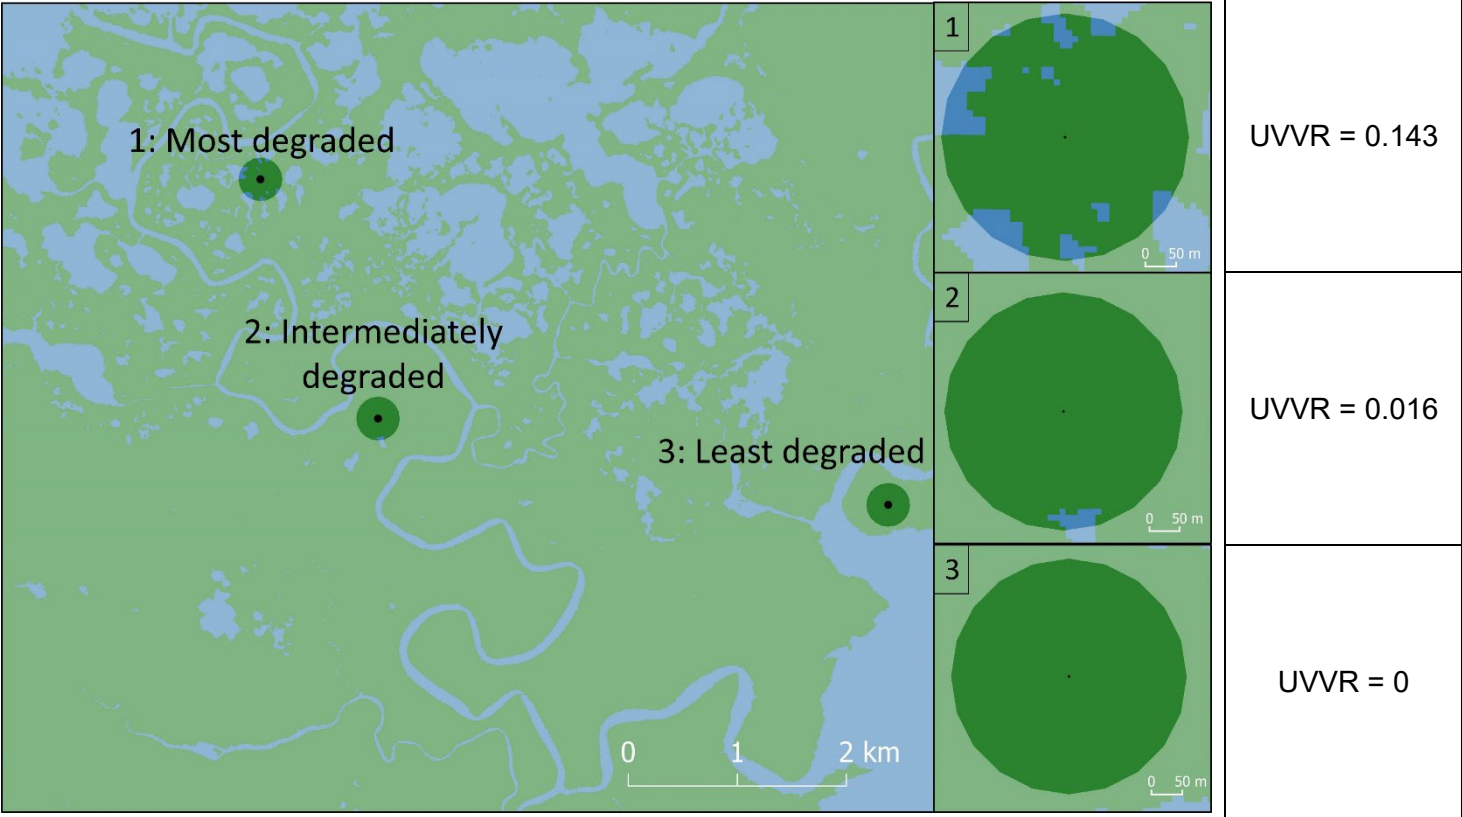 1: Most degraded
2: Intermediately
degraded
3: Least degraded
0 1 2 km
1
0 50 m
UVVR = 0.143
2
0 50 m
UVVR = 0.016
3
0 50 m
UVVR = 0